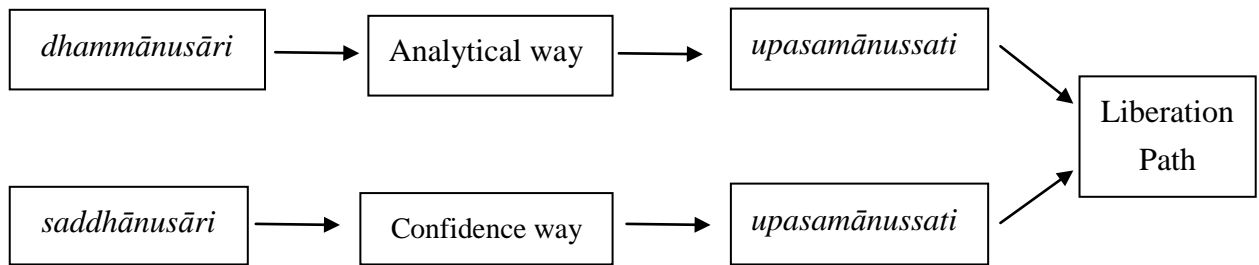 dhammānusāri
Analytical way
upasamānussati
Liberation
Path
saddhānusāri
Confidence way
upasamānussati